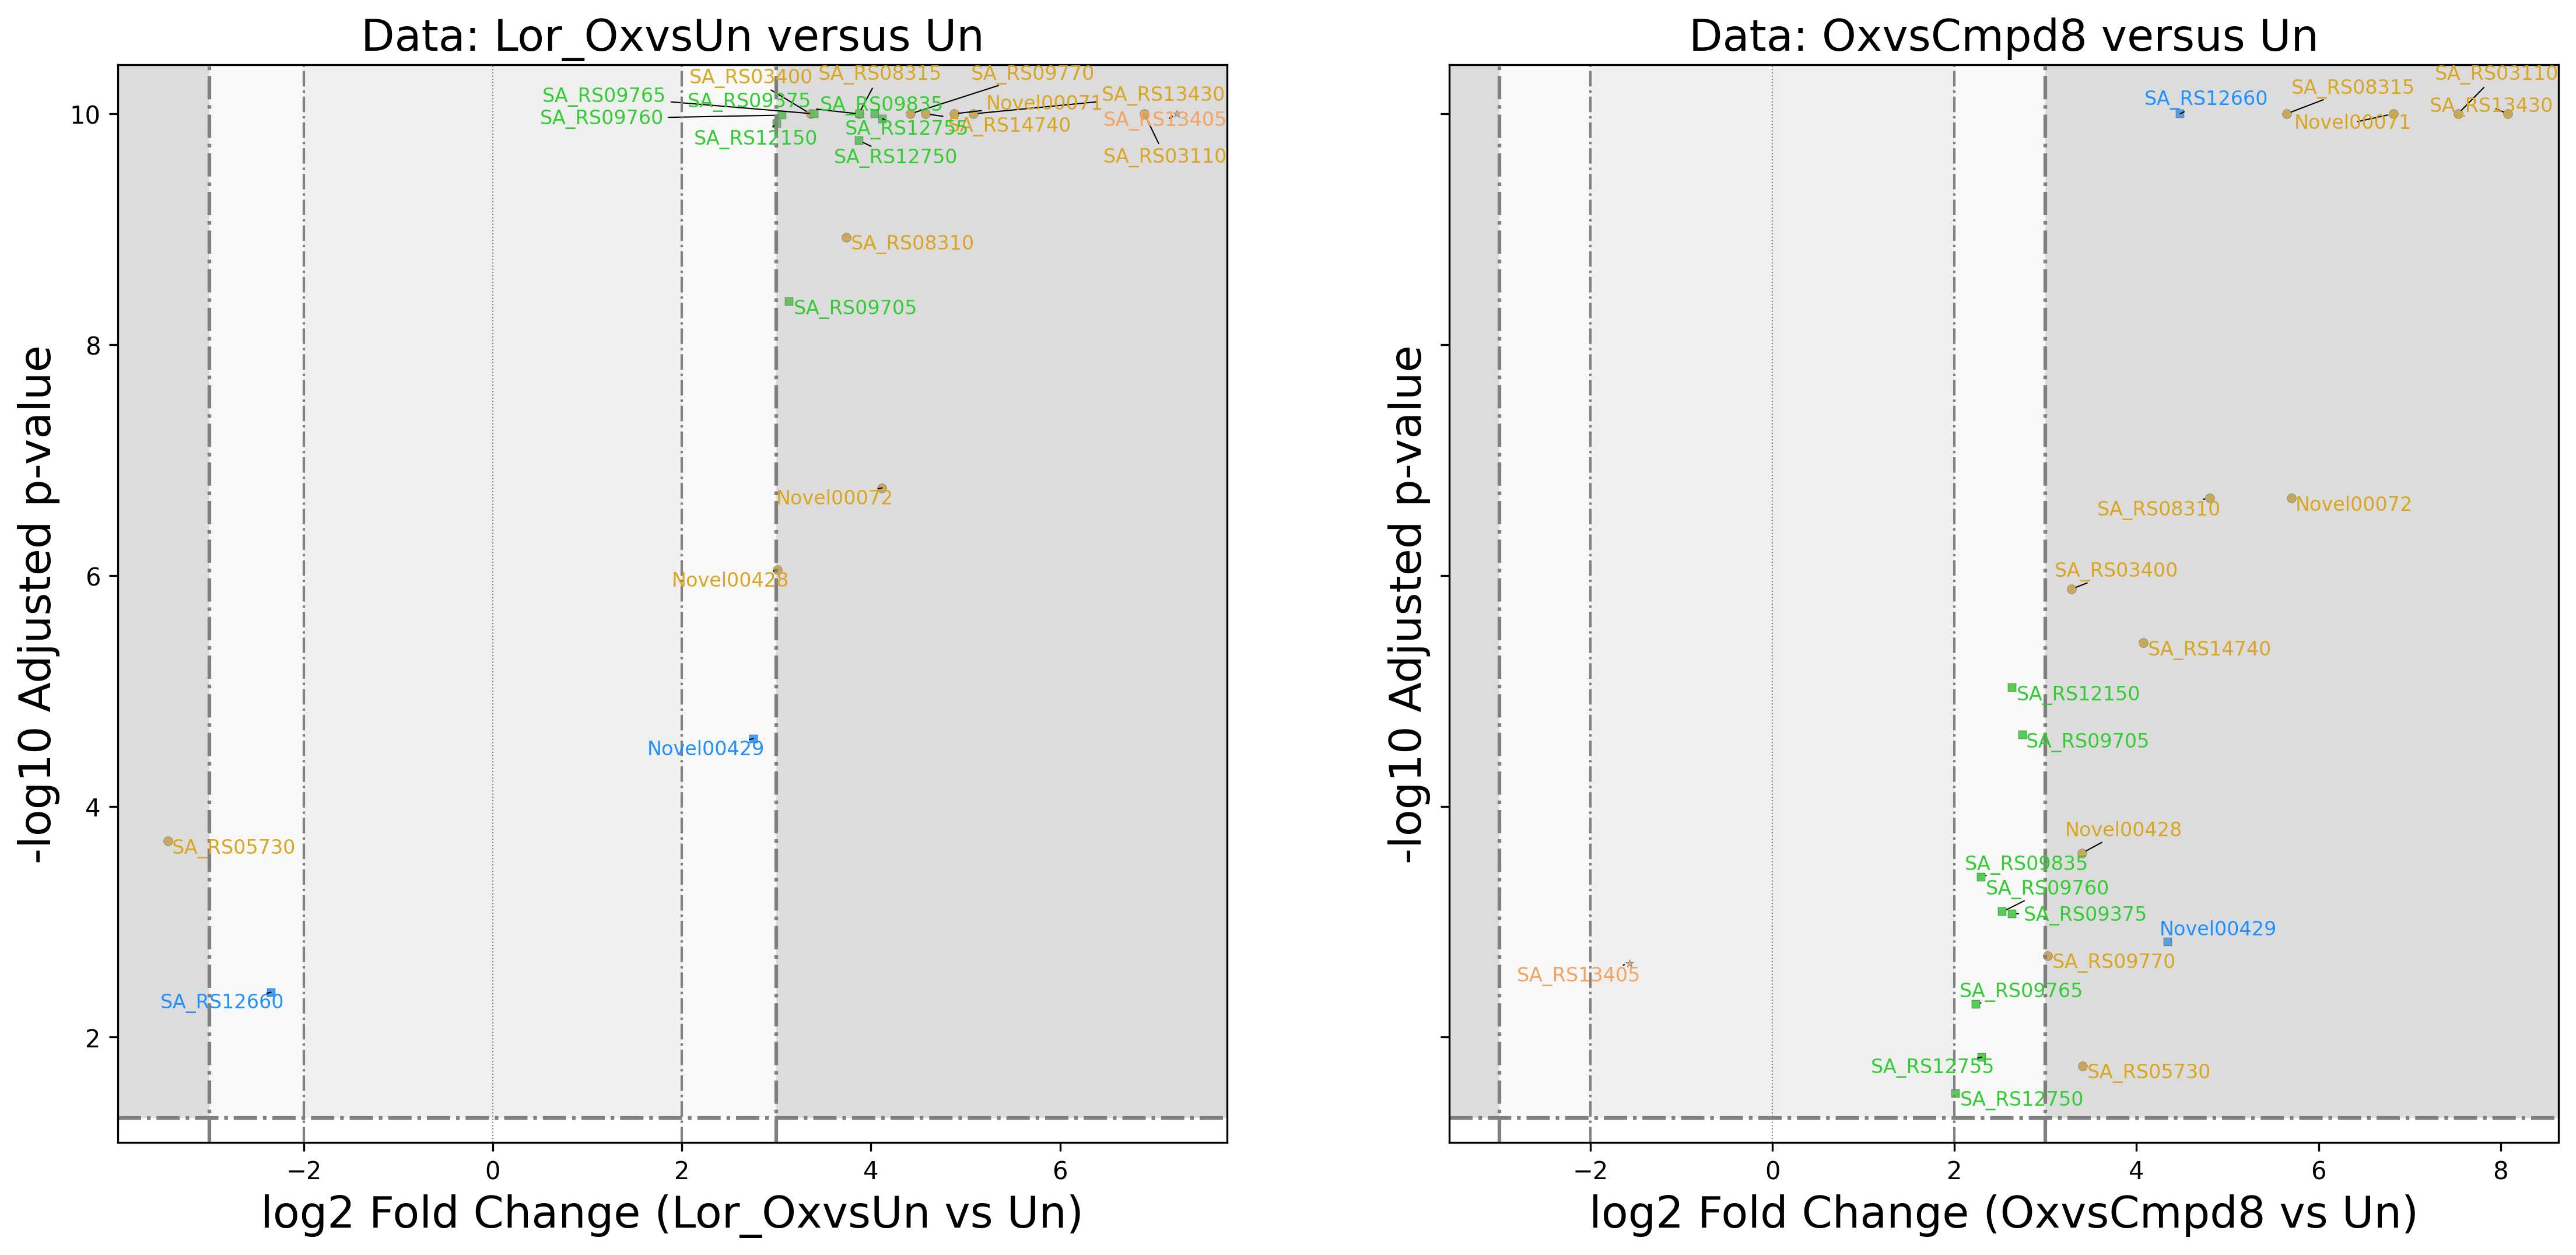 Data: Lor_OxvsUn versus Un
SA_RS03400
SA_RS08315
SA_RS09770
SA_RS09765
SA_RS09375
SA_RS09835
Novel00071
SA_RS13430
SA_RS09760
SA_RS12150
SA_RS12755
SA_RS14740
SA_RS13405
SA_RS12750
SA_RS03110
SA_RS08310
SA_RS09705
Novel00072
Novel00428
Novel00429
SA_RS05730
SA_RS12660
10
8
6
4
2
−2
0
2
4
6
-log10 Adjusted p-value
log2 Fold Change (Lor_OxvsUn vs Un)
Data: OxvsCmpd8 versus Un
SA_RS03110
SA_RS08315
SA_RS12660
SA_RS13430
Novel00071
SA_RS08310
Novel00072
SA_RS03400
SA_RS14740
SA_RS12150
SA_RS09705
Novel00428
SA_RS09835
SA_RS09760
SA_RS09375
Novel00429
SA_RS09770
SA_RS13405
SA_RS09765
SA_RS12755
SA_RS05730
SA_RS12750
−2
0
2
4
6
8
-log10 Adjusted p-value
log2 Fold Change (OxvsCmpd8 vs Un)